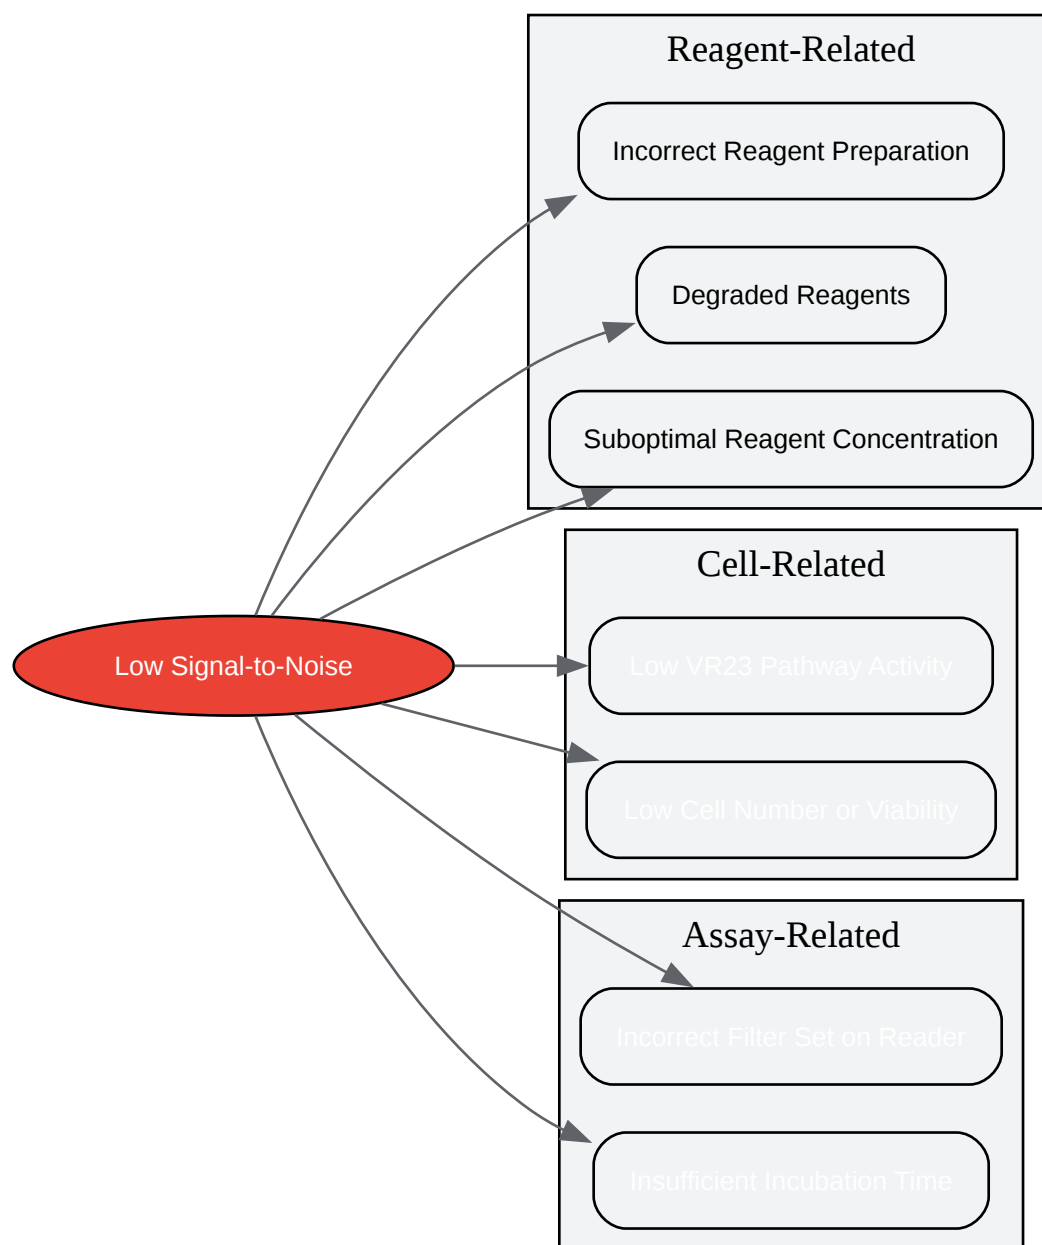 Reagent-Related
Incorrect Reagent Preparation
Degraded Reagents
Suboptimal Reagent Concentration
Cell-Related
Low Signal-to-Noise
Low VR23 Pathway Activity
Low Cell Number or Viability
Assay-Related
Incorrect Filter Set on Reader
Insufficient Incubation Time